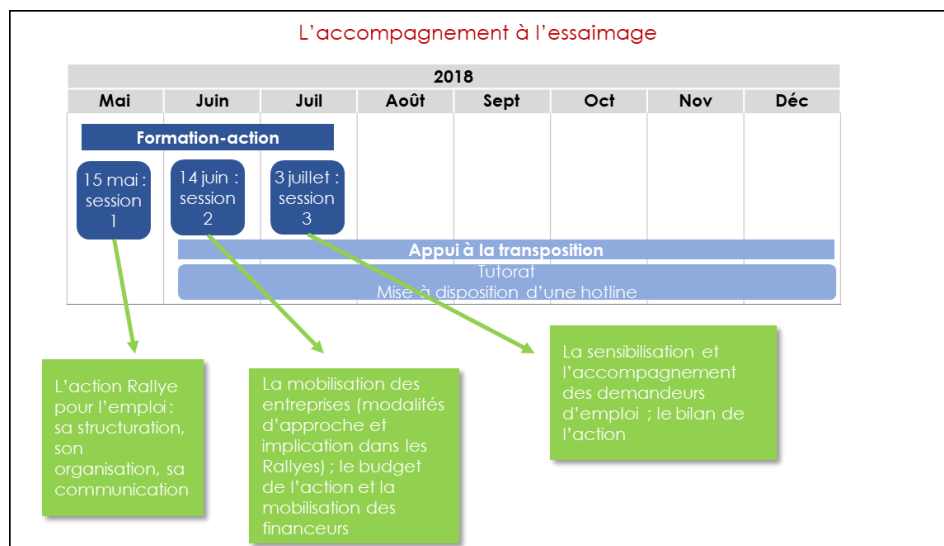 L'accompagnement à l'essaimage
2018
Mai Juin Juil Août Sept Oct Nov Déc
Formation-action
15 mai :
session
1
14 juin :
session
2
3 juillet :
session
3
Appui à la transposition
Tutorat
Mise à disposition d'une hotline
L'action Rallye
pour l'emploi :
sa structuration,
son
organisation, sa
communication
La mobilisation des
entreprises (modalités
d'approche et
implication dans les
Rallyes) ; le budget
de l'action et la
mobilisation des
financeurs
La sensibilisation et
l'accompagnement
des demandeurs
d'emploi ; le bilan de
l'action